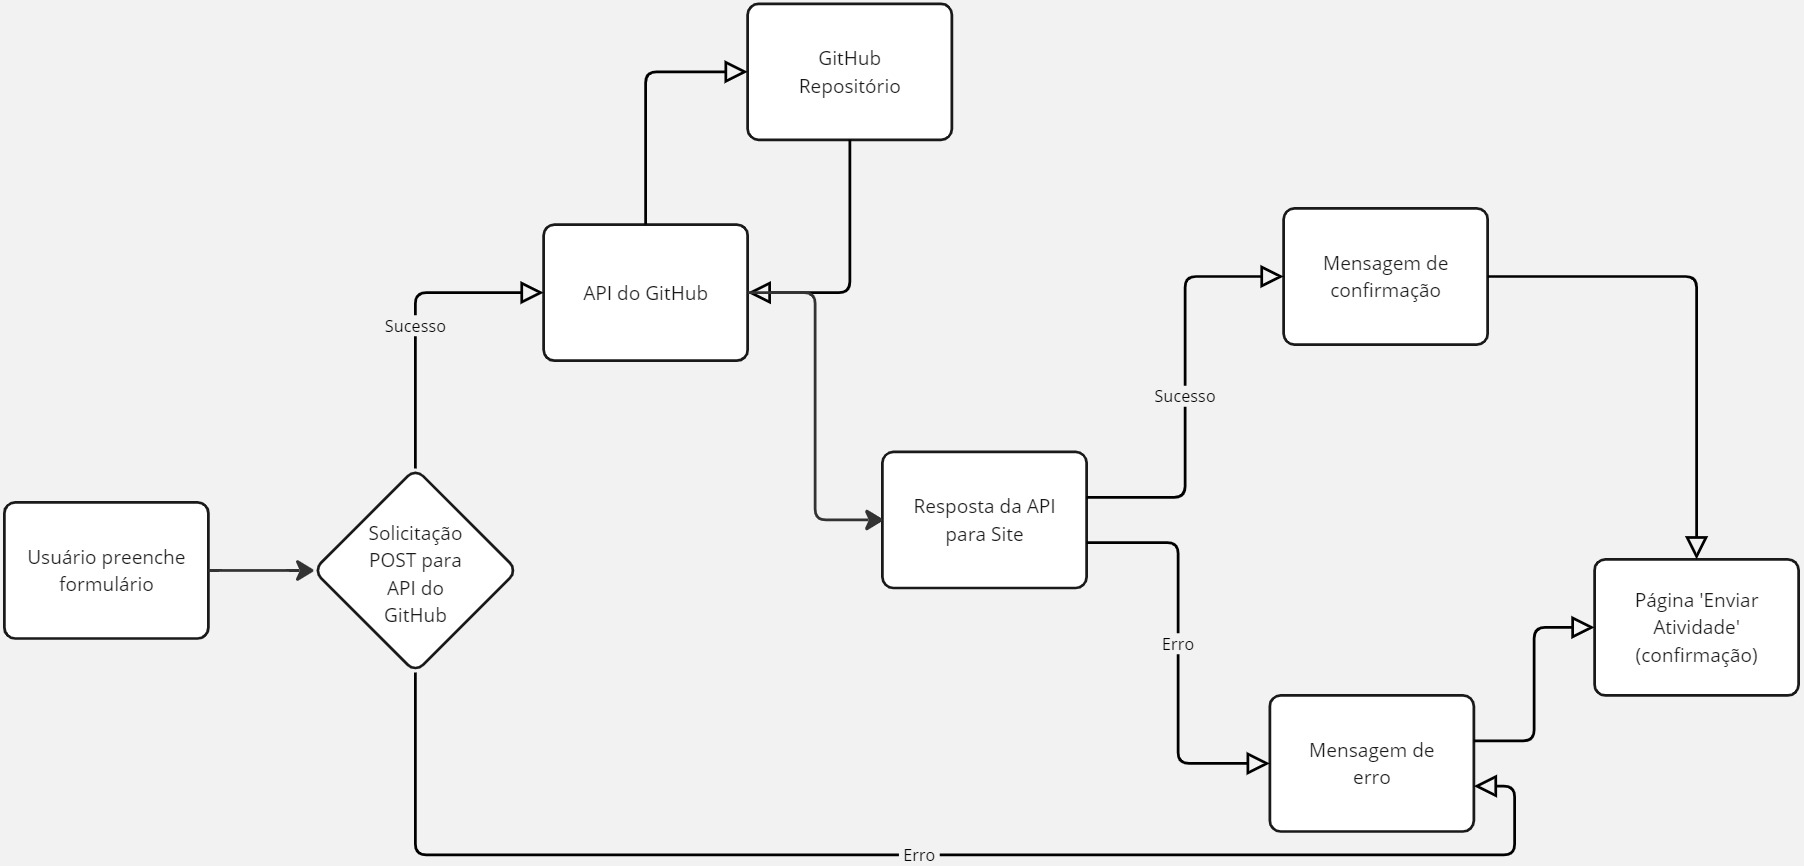 GitHub
Repositório
API do GitHub
Sucesso
Mensagem de
confirmação
Sucesso
Usuário preenche
formulário
Solicitação
POST para
API do
GitHub
Resposta da API
para Site
Erro
Página 'Enviar
Atividade'
(confirmação)
Mensagem de
erro
Erro